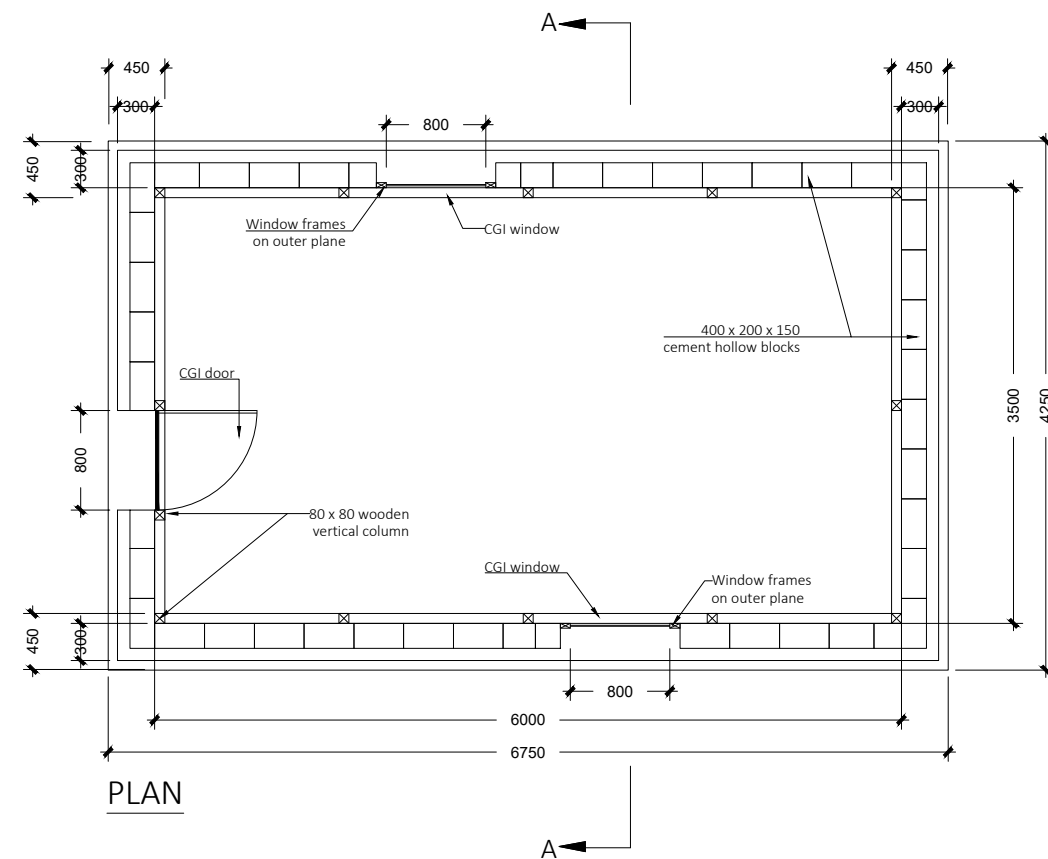 A
450
450
300
300
800
450
300
Window frames
on outer plane
CGI window
400 x 200 x 150
cement hollow blocks
CGI door
3500
4250
800
80 x 80 wooden
vertical column
CGI window
Window frames
on outer plane
450
300
800
6000
6750
PLAN
A